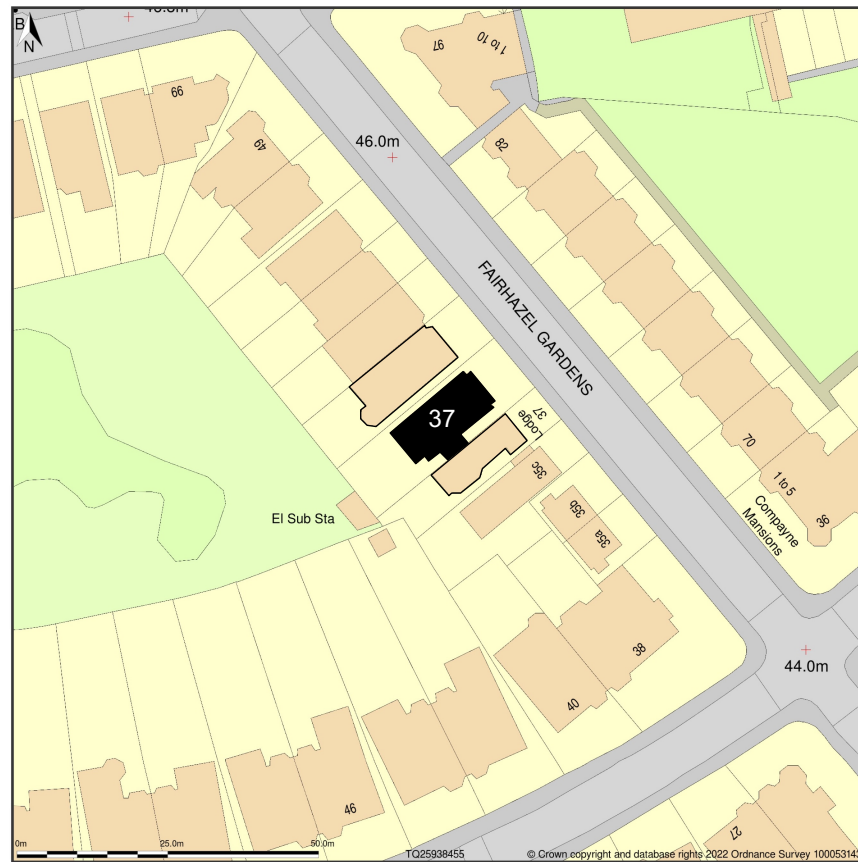 B
N
97
1 to 10
99
49
46.0m
82
FAIRHAZEL GARDENS
37
37
Lodge
35c
35b
35a
70
1 to 5
Compayne
Mansions
El Sub Sta
44.0m
38
40
46
27
0m
25.0m
50.0m
TQ25938455
© Crown copyright and database rights 2022 Ordnance Survey 10005314